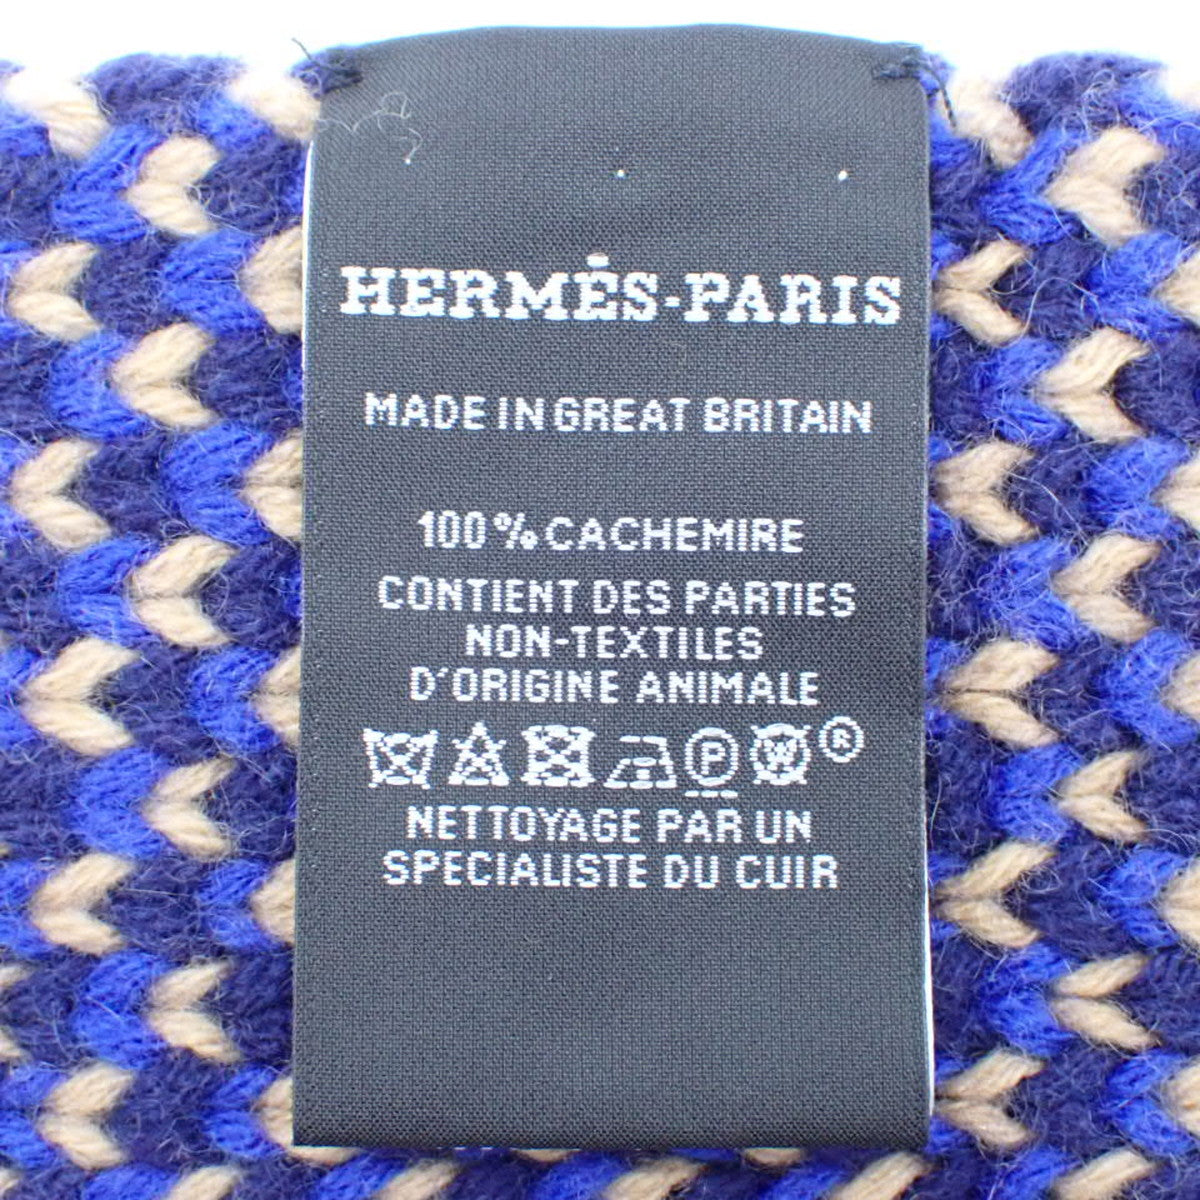 HERMÈS-PARIS
MADE IN GREAT BRITAIN
100% CACHEMIRE
CONTIENT DES PARTIES
NON-TEXTILES
D'ORIGINE ANIMALE
P W ®
NETTOYAGE PAR UN
SPECIALISTE DU CUIR